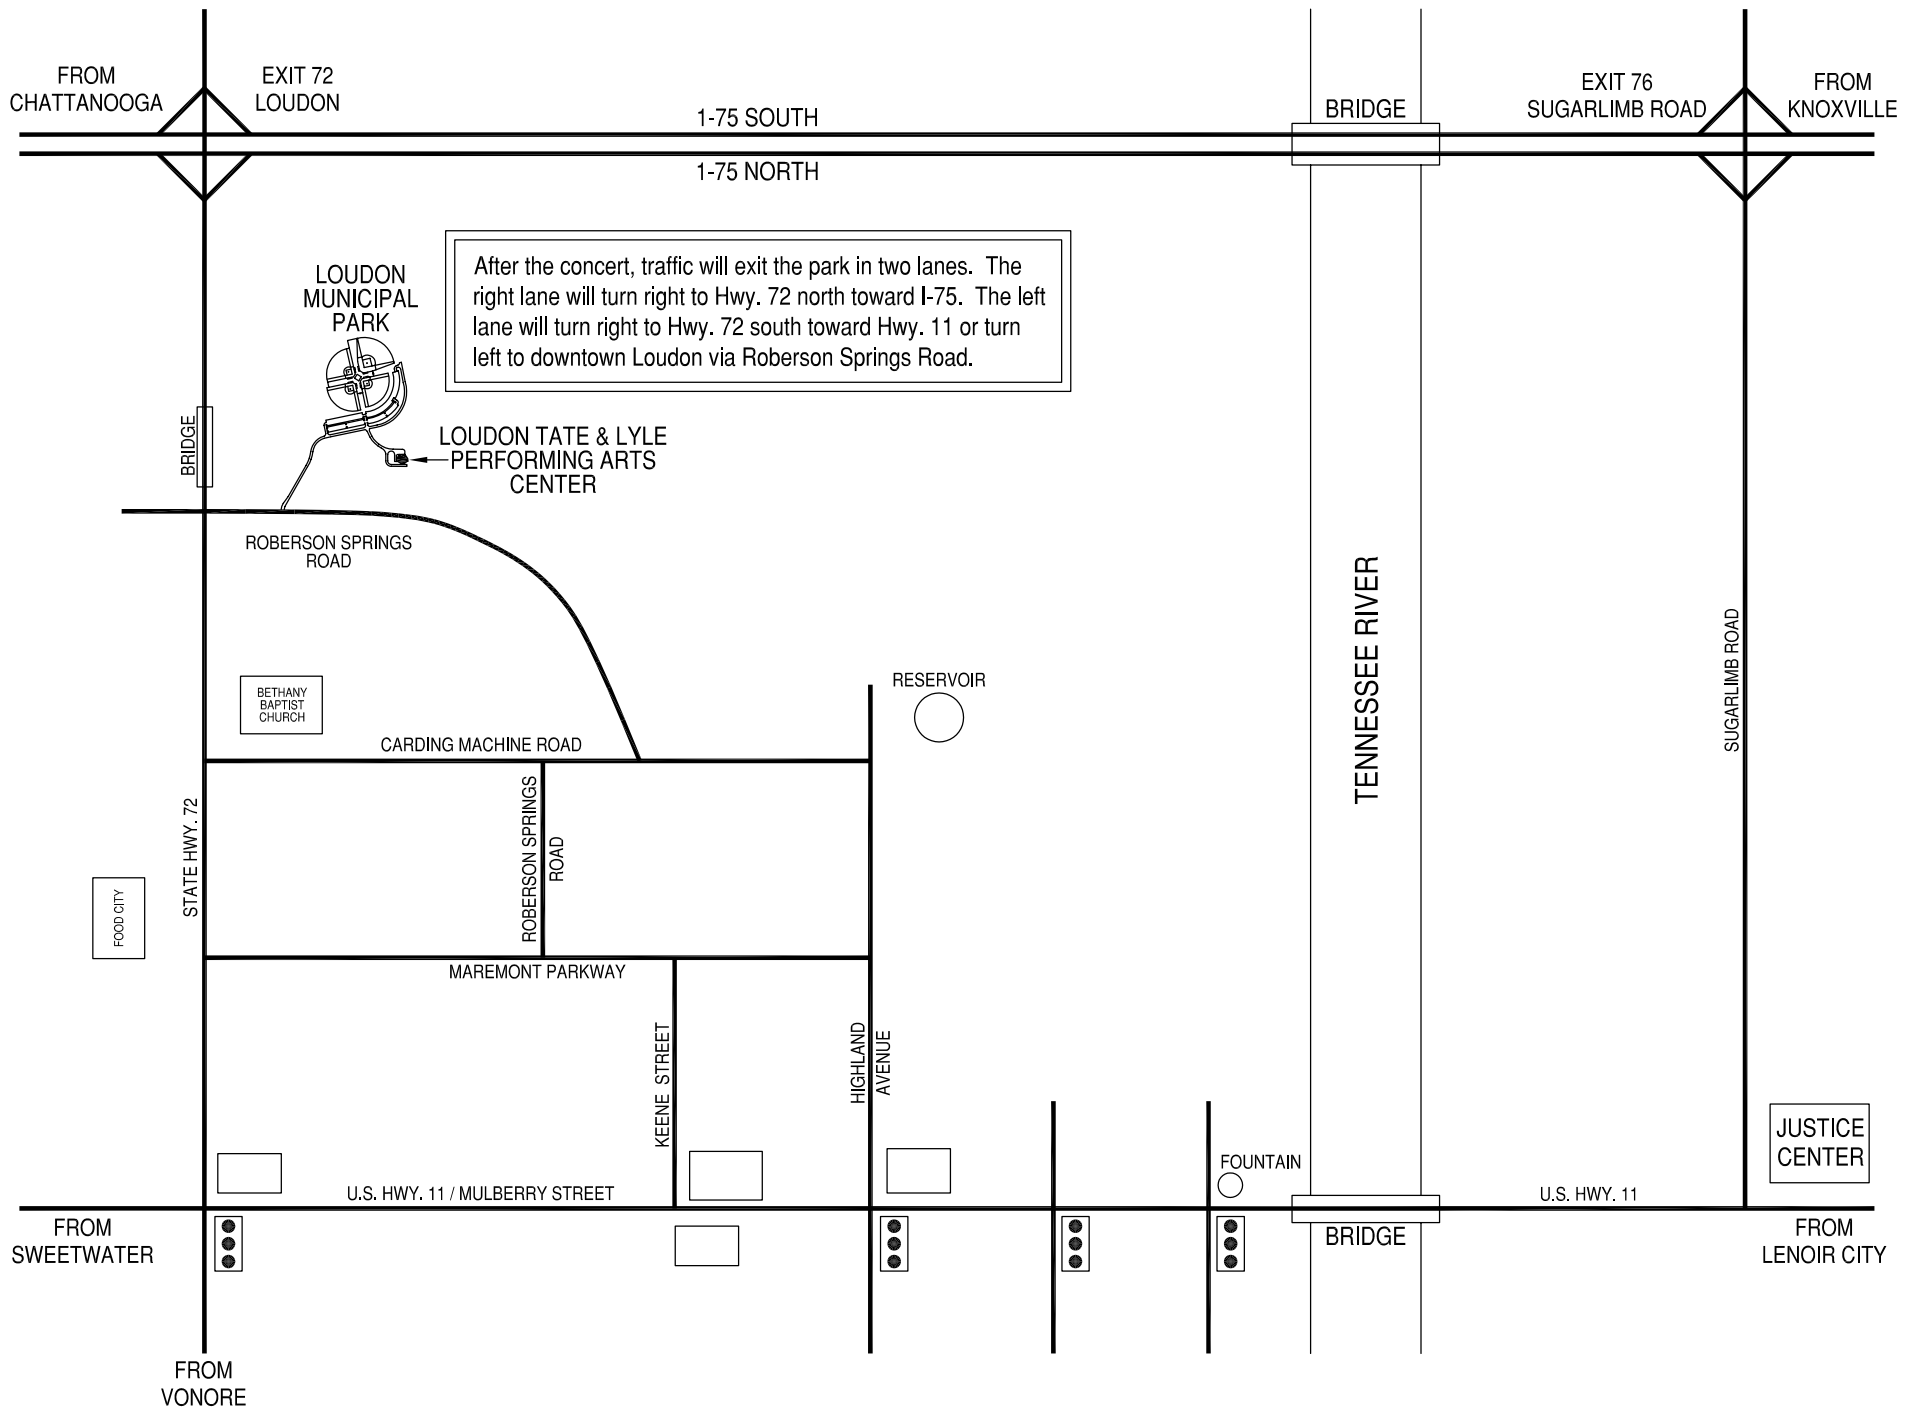 FROM
CHATTANOOGA
EXIT 72
LOUDON
1-75 SOUTH
1-75 NORTH
BRIDGE
EXIT 76
SUGARLIMB ROAD
FROM
KNOXVILLE
After the concert, traffic will exit the park in two lanes. The
right lane will turn right to Hwy. 72 north toward I-75. The left
lane will turn right to Hwy. 72 south toward Hwy. 11 or turn
left to downtown Loudon via Roberson Springs Road.
LOUDON
MUNICIPAL
PARK
BRIDGE
LOUDON TATE & LYLE
PERFORMING ARTS
CENTER
ROBERSON SPRINGS
ROAD
TENNESSEE RIVER
SUGARLIMB ROAD
BETHANY
BAPTIST
CHURCH
RESERVOIR
CARDING MACHINE ROAD
STATE HWY. 72
ROBERSON SPRINGS
ROAD
FOOD CITY
MAREMONT PARKWAY
KEENE STREET
HIGHLAND
AVENUE
JUSTICE
CENTER
FOUNTAIN
U.S. HWY. 11 / MULBERRY STREET
U.S. HWY. 11
FROM
SWEETWATER
BRIDGE
FROM
LENOIR CITY
FROM
VONORE